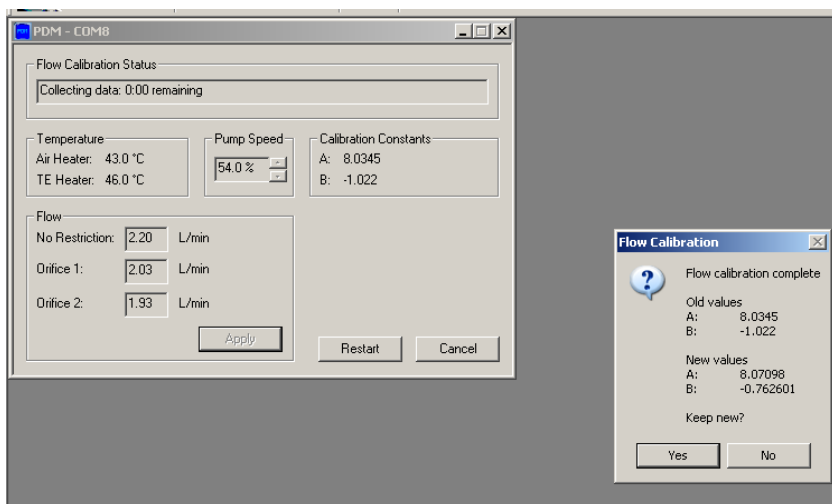 PDM - COM8
Flow Calibration Status
Collecting data: 0:00 remaining
Temperature
Air Heater: 43.0 °C
TE Heater: 46.0 °C
Pump Speed
54.0 %
Calibration Constants
A: 8.0345
B: -1.022
Flow
No Restriction: 2.20 L/min
Orifice 1: 2.03 L/min
Orifice 2: 1.93 L/min
Apply
Restart
Cancel
Flow Calibration
Flow calibration complete
Old values
A: 8.0345
B: -1.022
New values
A: 8.07098
B: -0.762601
Keep new?
Yes
No